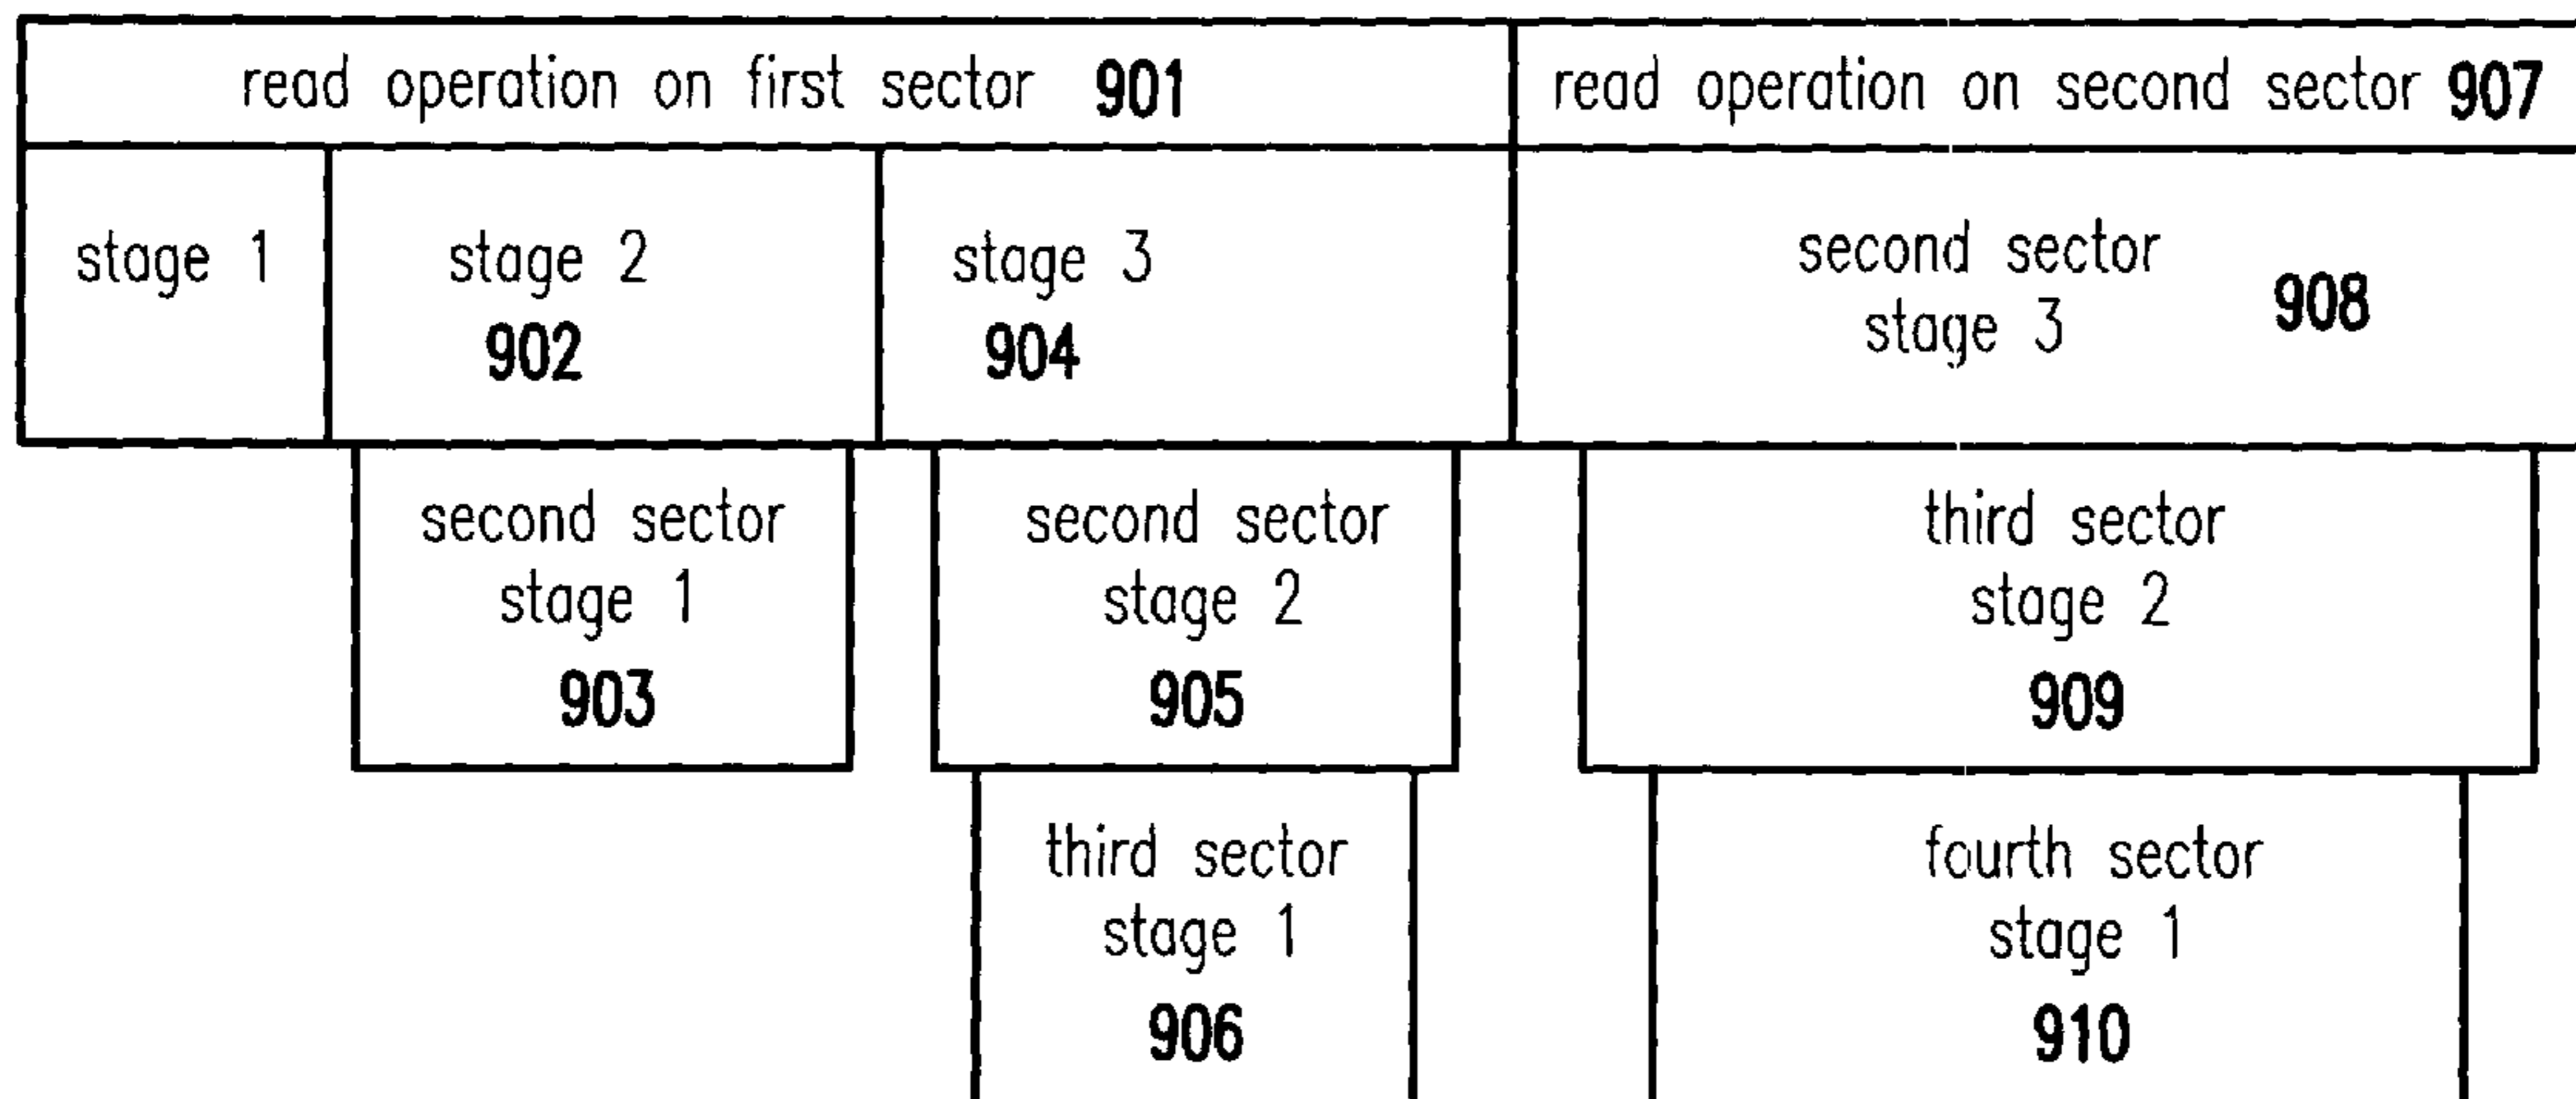 read operation on first sector 901
read operation on second sector 907
stage 1
stage 2
902
stage 3
904
second sector
stage 3
908
second sector
stage 1
903
second sector
stage 2
905
third sector
stage 2
909
third sector
stage 1
906
fourth sector
stage 1
910